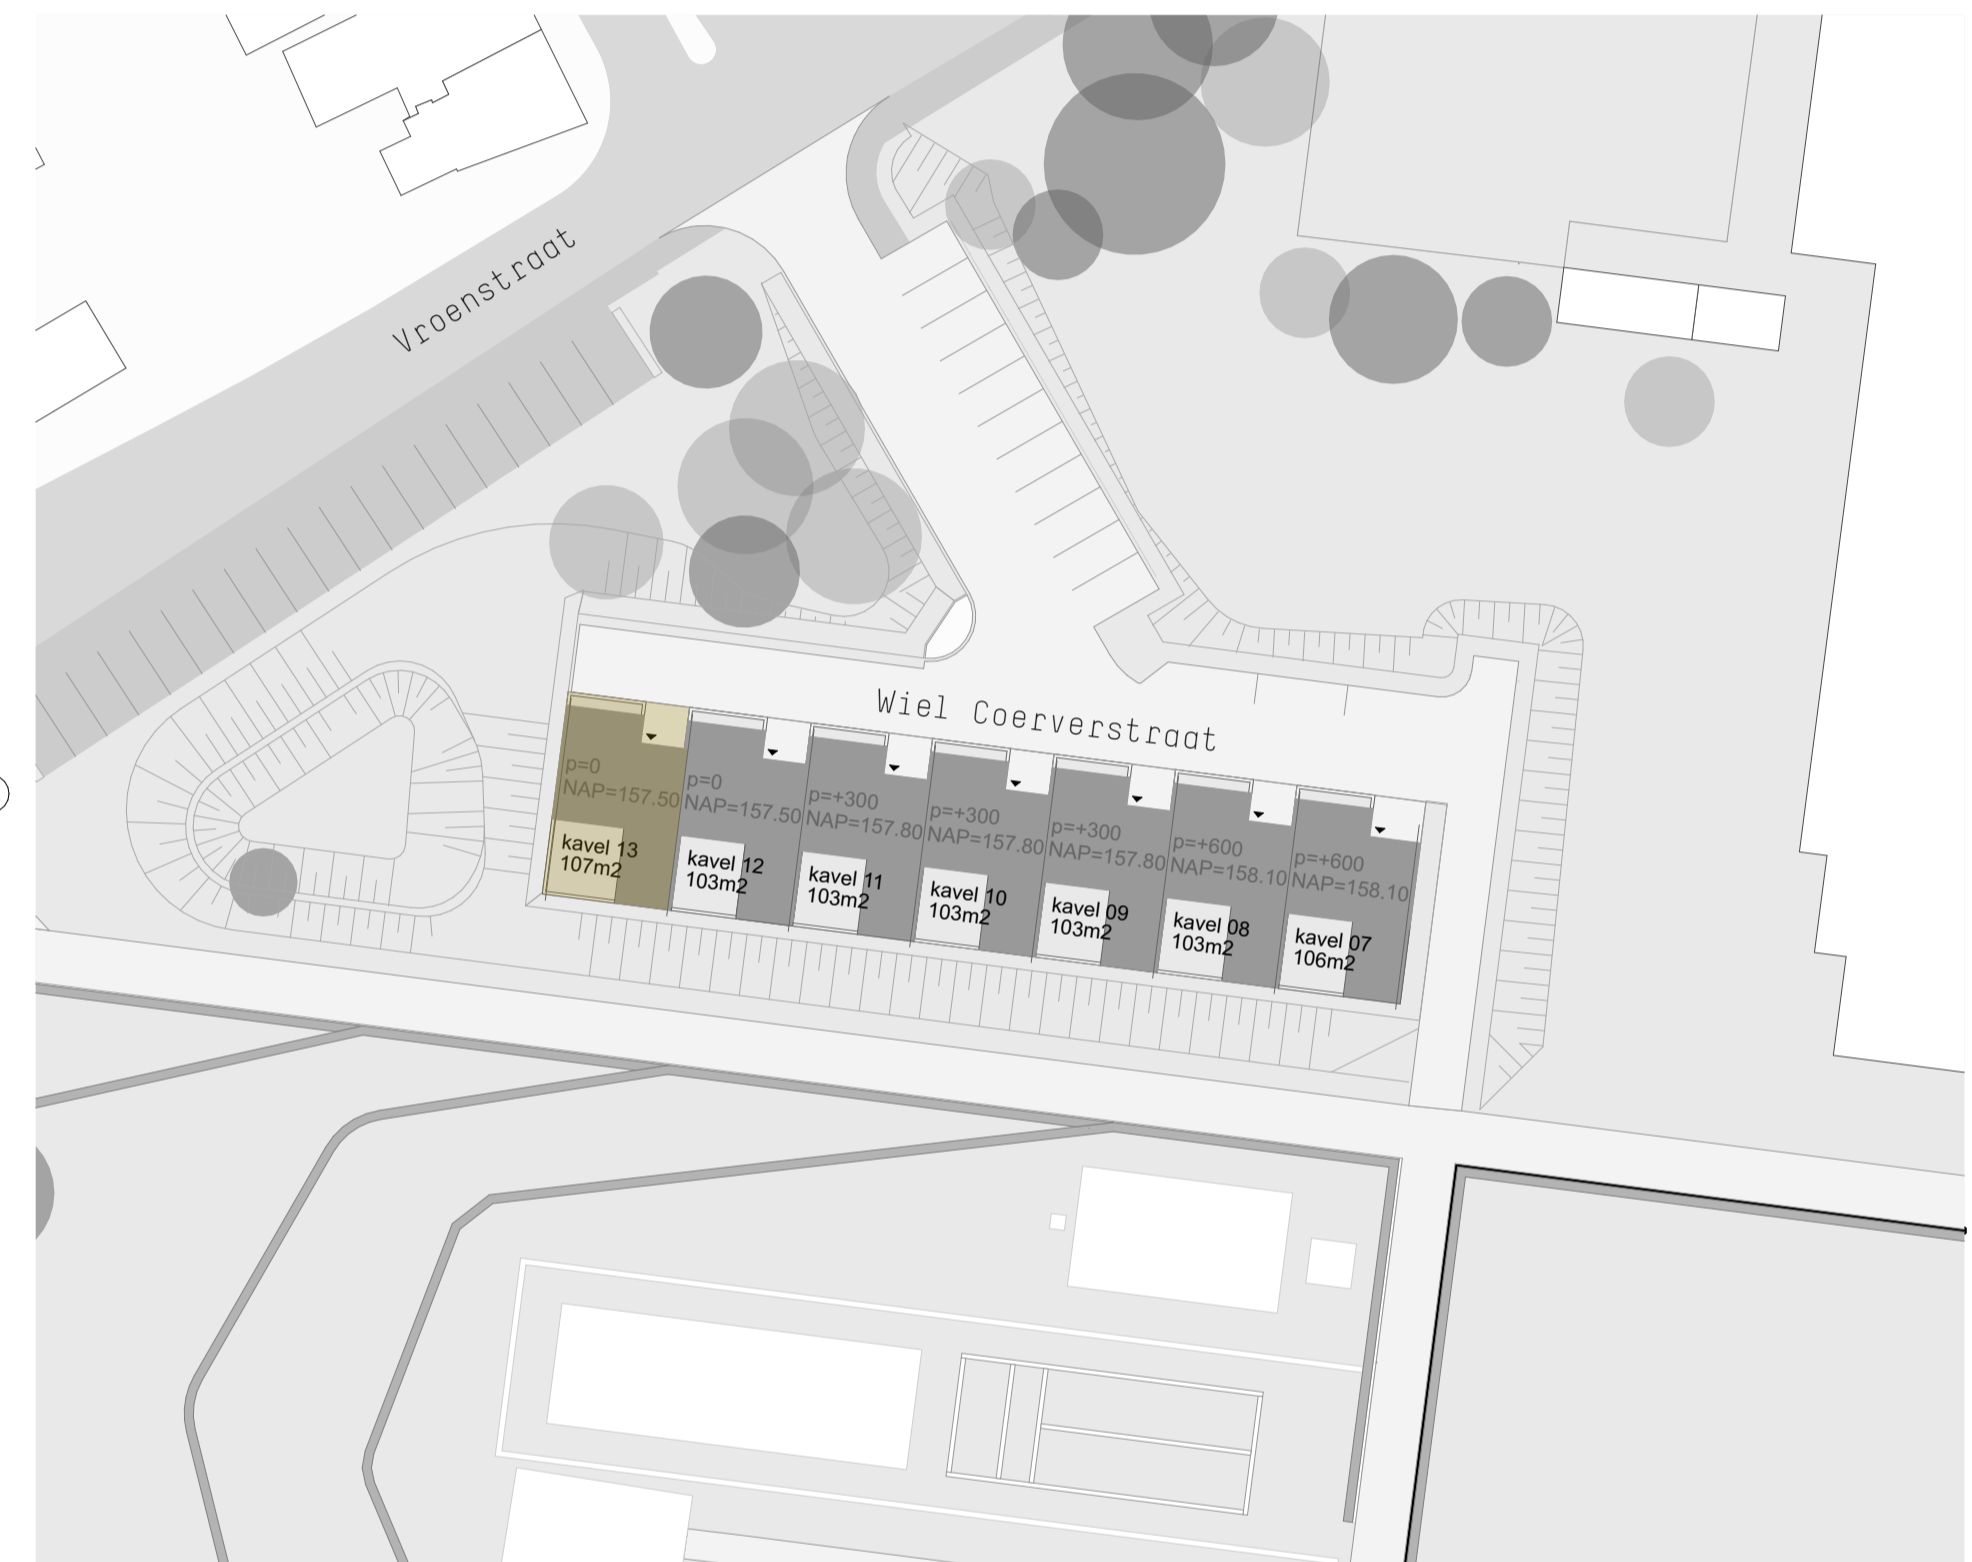 Vroenstraat
Wiel Coerverstraat
p=0
NAP=157.50
kavel 13
107m2
p=0
NAP=157.50
kavel 12
103m2
p=+300
NAP=157.80
kavel 11
103m2
p=+300
NAP=157.80
kavel 10
103m2
p=+300
NAP=157.80
kavel 09
103m2
p=+600
NAP=158.10
kavel 08
103m2
p=+600
NAP=158.10
kavel 07
106m2